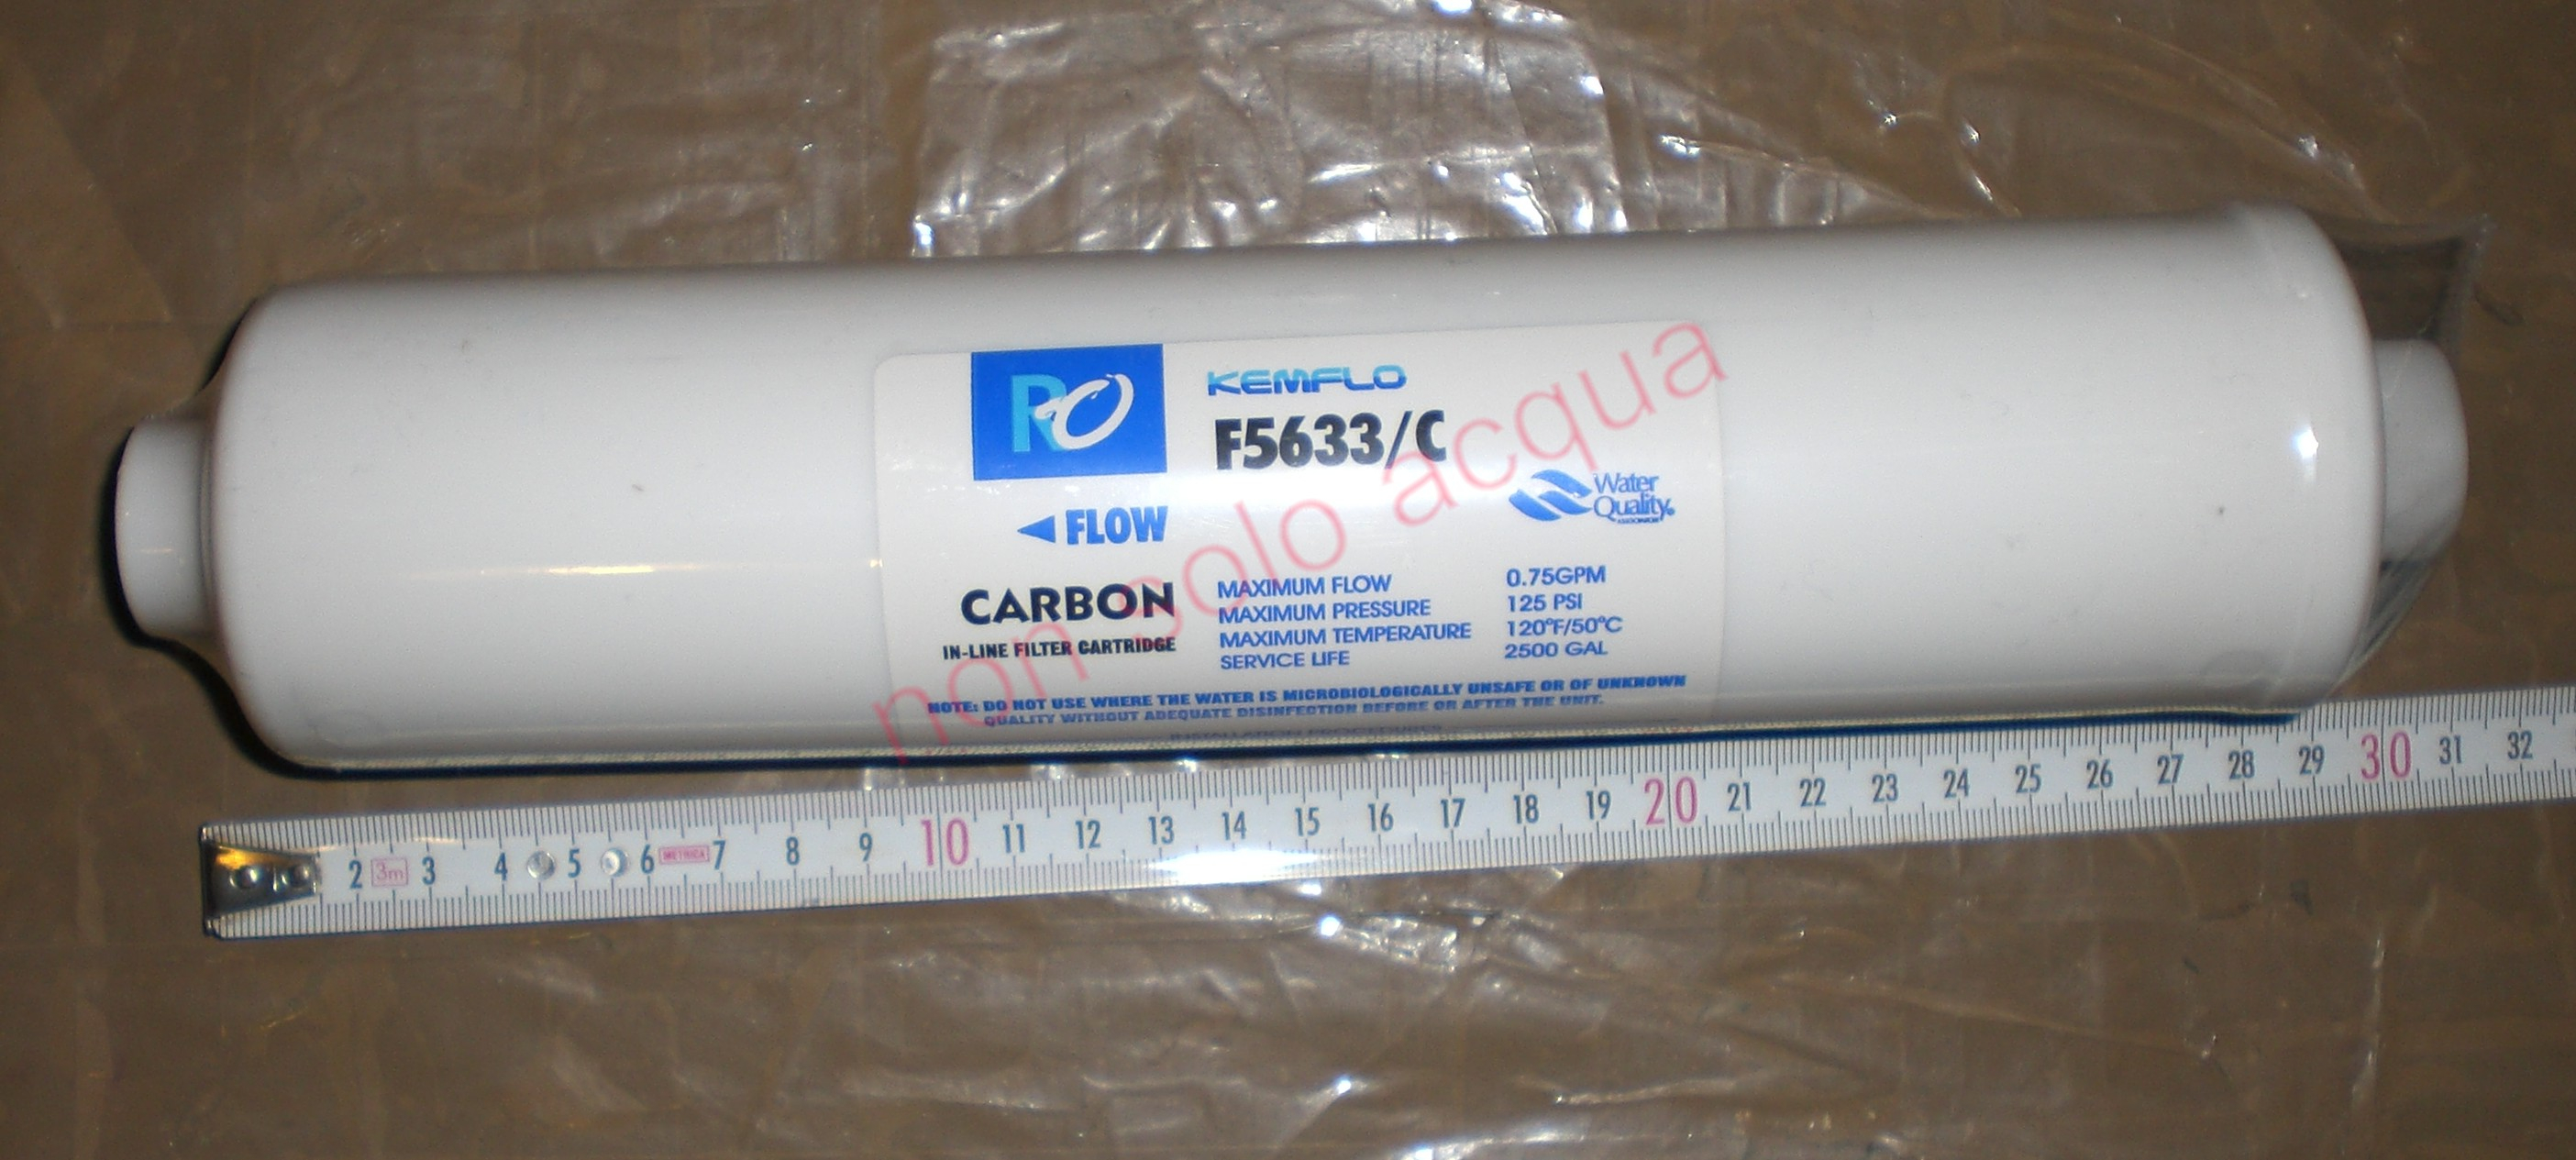 RO
KEMFLO
F5633/C
Water
Quality
ASSOCIATION
FLOW
CARBON
IN-LINE FILTER CARTRIDGE
MAXIMUM FLOW 0.75GPM
MAXIMUM PRESSURE 125 PSI
MAXIMUM TEMPERATURE 120°F/50°C
SERVICE LIFE 2500 GAL
NOTE: DO NOT USE WHERE THE WATER IS MICROBIOLOGICALLY UNSAFE OR OF UNKNOWN
QUALITY WITHOUT ADEQUATE DISINFECTION BEFORE OR AFTER THE UNIT.
INSTALLATION PROCEDURES
non solo acqua
2 3m 3 4 5 6 METRICA 7 8 9 10 11 12 13 14 15 16 17 18 19 20 21 22 23 24 25 26 27 28 29 30 31 32